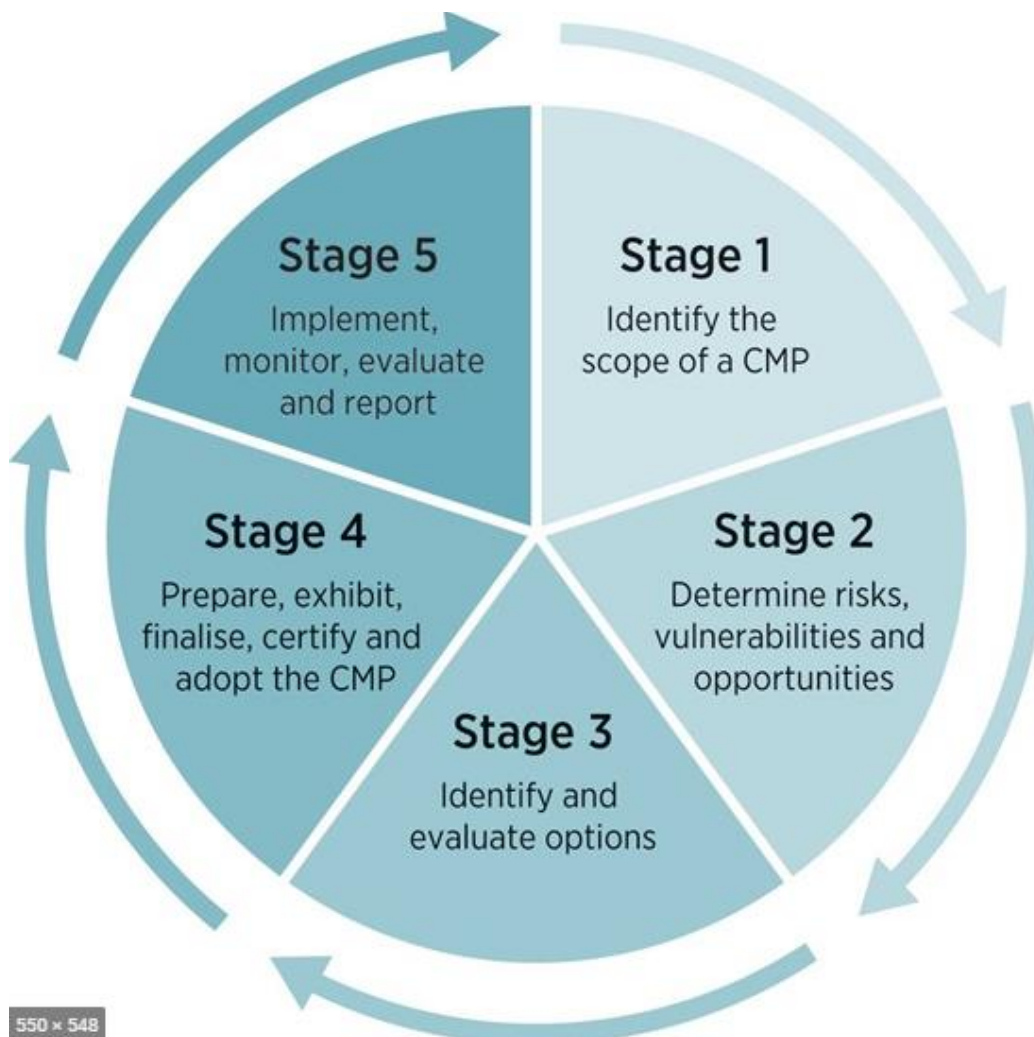 Stage 1
Identify the
scope of a CMP
Stage 2
Determine risks,
vulnerabilities and
opportunities
Stage 3
Identify and
evaluate options
Stage 4
Prepare, exhibit,
finalise, certify and
adopt the CMP
Stage 5
Implement,
monitor, evaluate
and report
550 × 548